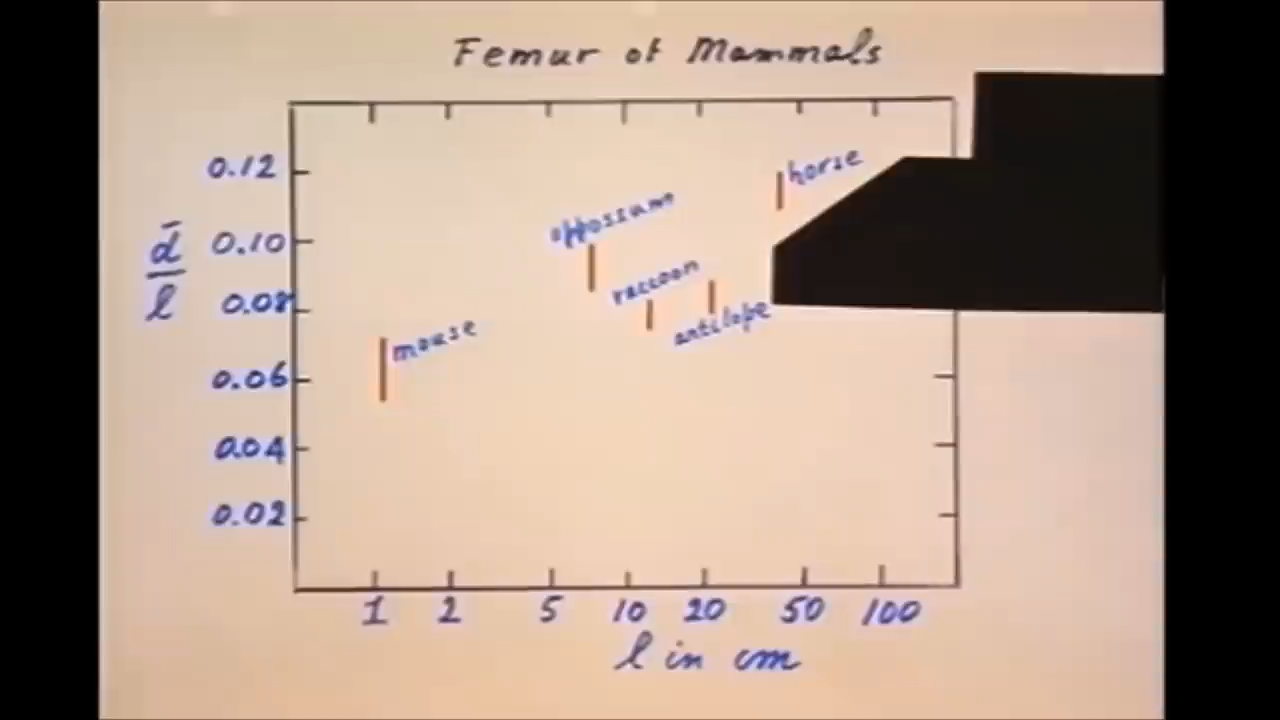 Femur of Mammals
0.12
horse
opossum
d̄/l
0.10
raccoon
0.08
antilope
mouse
0.06
0.04
0.02
1 2 5 10 20 50 100
l in cm